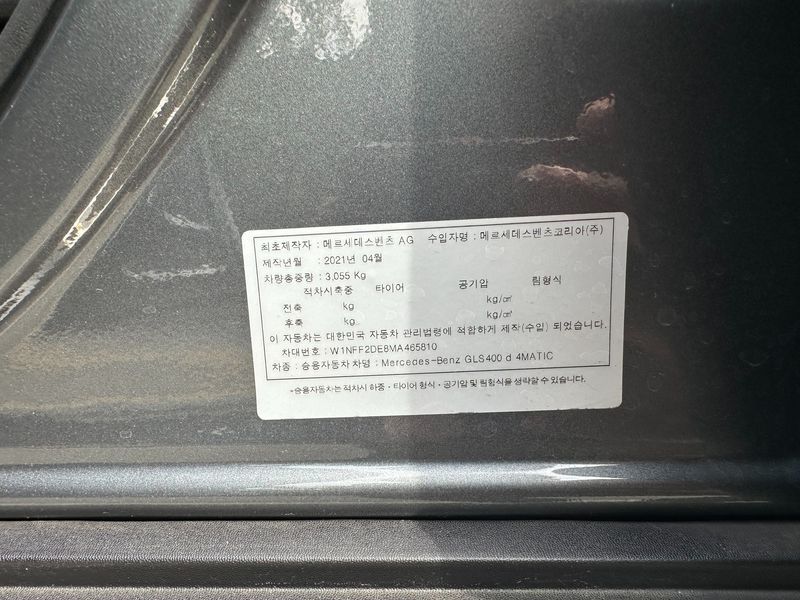 최초제작자 : 메르세데스벤츠 AG 수입자명 : 메르세데스벤츠코리아(주)
제작년월 : 2021년 04월
차량총중량 : 3,055 Kg
적차시축중 타이어 공기압 림형식
전축 kg kg/㎠
후축 kg kg/㎠
이 자동차는 대한민국 자동차 관리법령에 적합하게 제작(수입) 되었습니다.
차대번호 : W1NFF2DE8MA465810
차종 : 승용자동차 차명 : Mercedes-Benz GLS400 d 4MATIC
-승용자동차는 적차시 하중·타이어 형식·공기압 및 림형식을 생략할 수 있습니다.